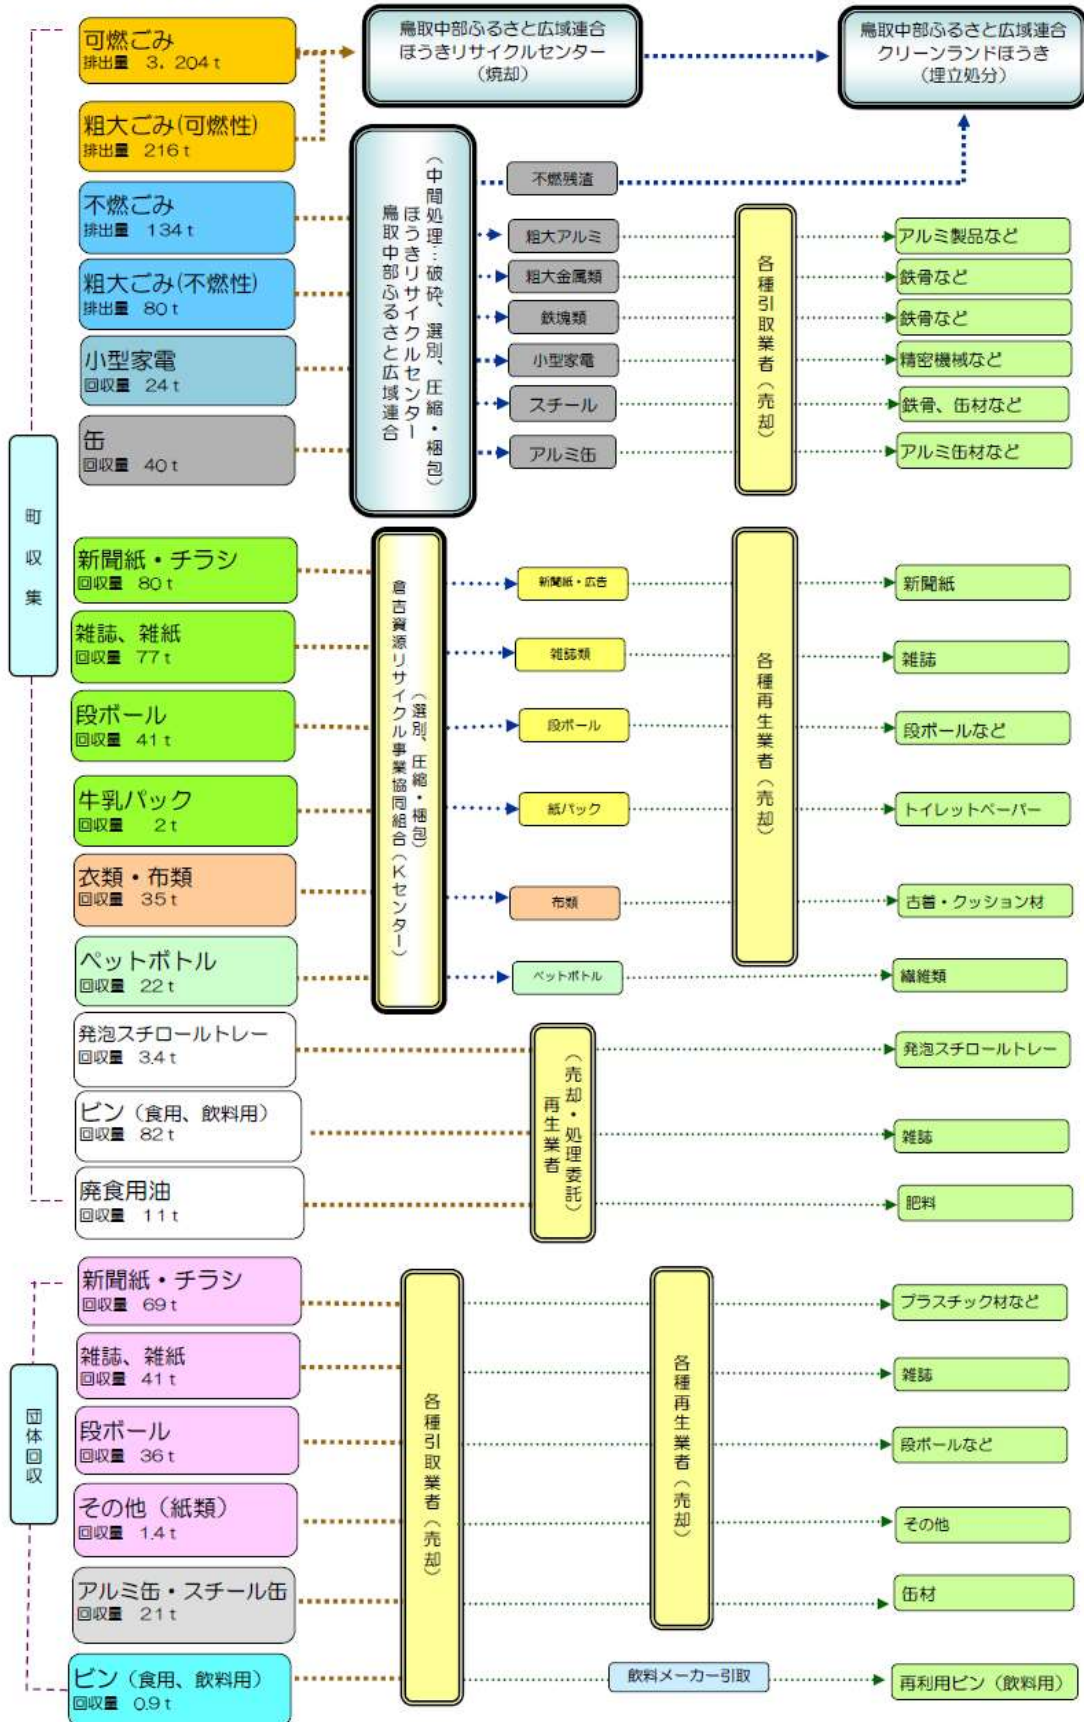 可燃ごみ
排出量 3,204t
鳥取中部ふるさと広域連合
ほうきリサイクルセンター
(焼却)
鳥取中部ふるさと広域連合
クリーンランドほうき
(埋立処分)
粗大ごみ(可燃性)
排出量 216t
不燃ごみ
排出量 134t
粗大ごみ(不燃性)
排出量 80t
小型家電
回収量 24t
缶
回収量 40t
鳥取中部ふるさと広域連合
ほうきリサイクルセンター
(中間処理:破砕、選別、圧縮・梱包)
不燃残渣
粗大アルミ
粗大金属類
鉄塊類
小型家電
スチール
アルミ缶
各種引取業者(売却)
アルミ製品など
鉄骨など
鉄骨など
精密機械など
鉄骨、缶材など
アルミ缶材など
町収集
新聞紙・チラシ
回収量 80t
雑誌、雑紙
回収量 77t
段ボール
回収量 41t
牛乳パック
回収量 2t
衣類・布類
回収量 35t
ペットボトル
回収量 22t
倉吉資源リサイクル事業協同組合(Kセンター)
(選別、圧縮・梱包)
新聞紙・広告
雑誌類
段ボール
紙パック
布類
ペットボトル
各種再生業者(売却)
新聞紙
雑誌
段ボールなど
トイレットペーパー
古着・クッション材
繊維類
発泡スチロールトレー
回収量 3.4t
ビン(食用、飲料用)
回収量 82t
廃食用油
回収量 11t
再生業者
(売却・処理委託)
発泡スチロールトレー
雑誌
肥料
団体回収
新聞紙・チラシ
回収量 69t
雑誌、雑紙
回収量 41t
段ボール
回収量 36t
その他(紙類)
回収量 1.4t
アルミ缶・スチール缶
回収量 21t
ビン(食用、飲料用)
回収量 0.9t
各種引取業者(売却)
各種再生業者(売却)
飲料メーカー引取
プラスチック材など
雑誌
段ボールなど
その他
缶材
再利用ビン(飲料用)